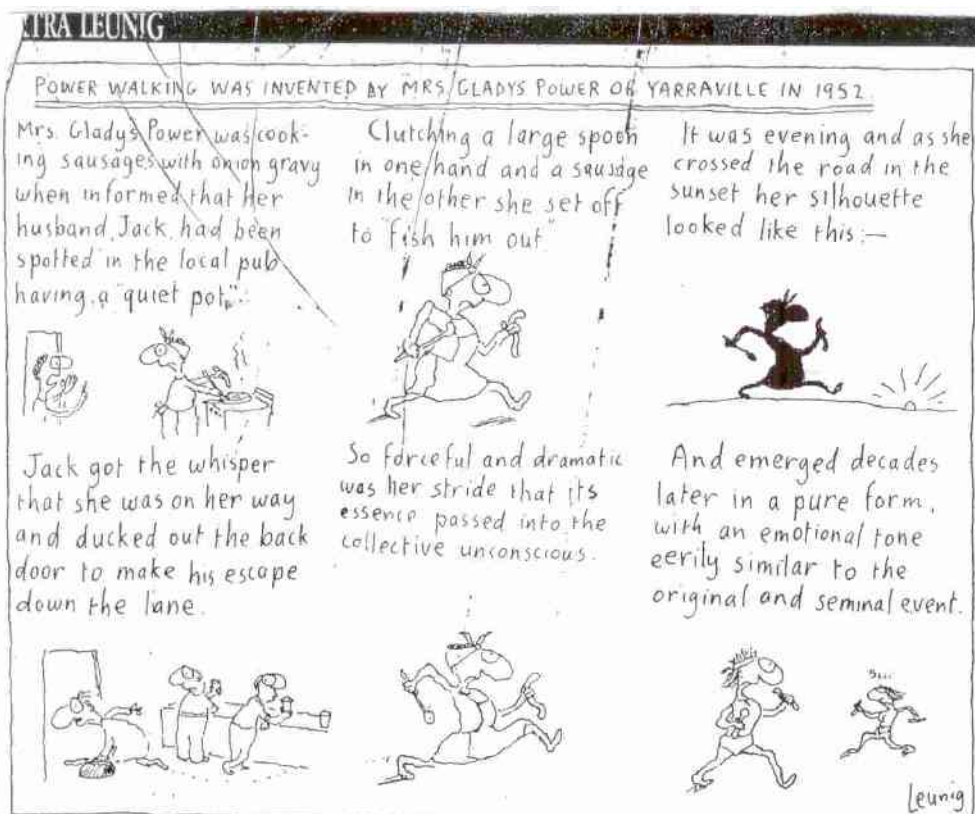 TRA LEUNIG
POWER WALKING WAS INVENTED BY MRS. GLADYS POWER OF YARRAVILLE IN 1952.
Mrs. Gladys Power was cook-
ing sausages with onion gravy
when informed that her
husband, Jack, had been
spotted in the local pub
having a "quiet pot".
Clutching a large spoon
in one hand and a sausage
in the other she set off
to "fish him out"
It was evening and as she
crossed the road in the
sunset her silhouette
looked like this:—
Jack got the whisper
that she was on her way
and ducked out the back
door to make his escape
down the lane.
So forceful and dramatic
was her stride that its
essence passed into the
collective unconscious.
And emerged decades
later in a pure form,
with an emotional tone
eerily similar to the
original and seminal event.
Leunig